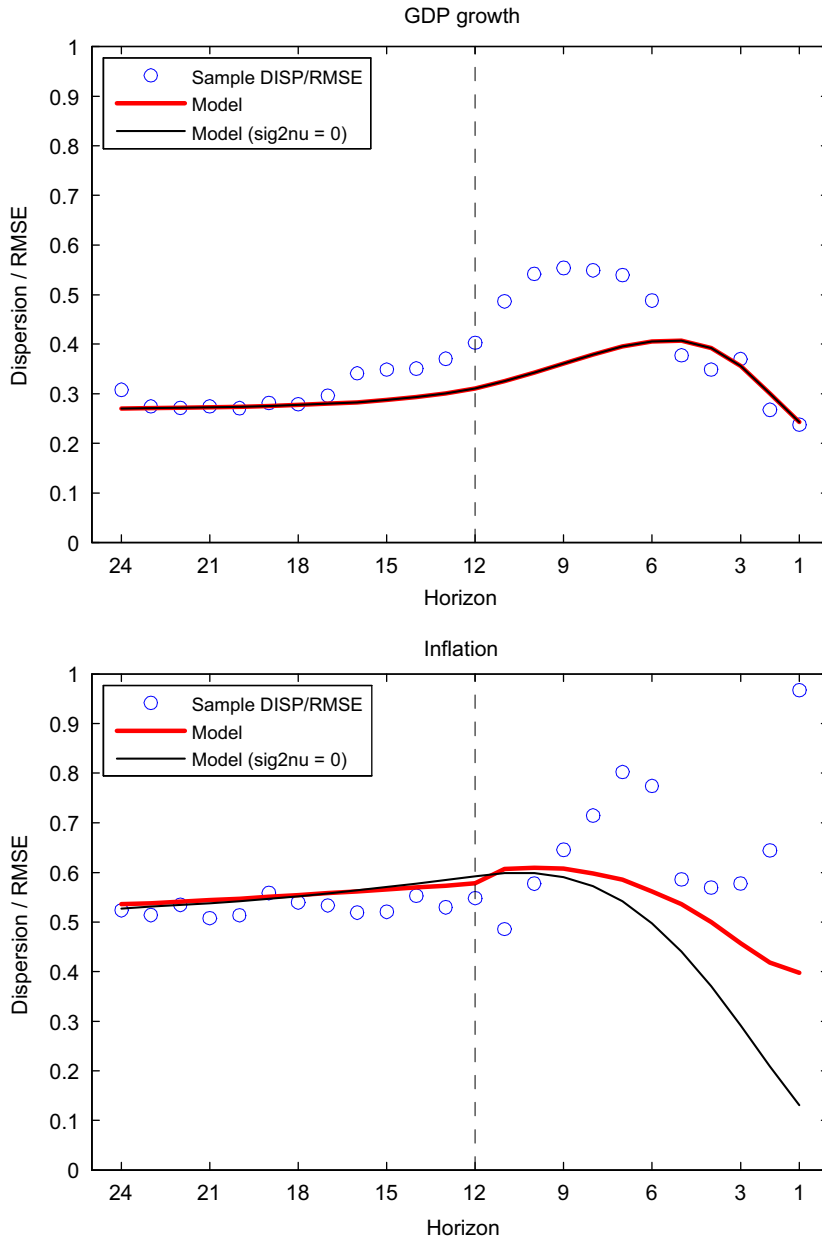 GDP growth
1
0.9
0.8
0.7
0.6
0.5
0.4
0.3
0.2
0.1
0
Dispersion / RMSE
Sample DISP/RMSE
Model
Model (sig2nu = 0)
24 21 18 15 12 9 6 3 1
Horizon
Inflation
1
0.9
0.8
0.7
0.6
0.5
0.4
0.3
0.2
0.1
0
Dispersion / RMSE
Sample DISP/RMSE
Model
Model (sig2nu = 0)
24 21 18 15 12 9 6 3 1
Horizon